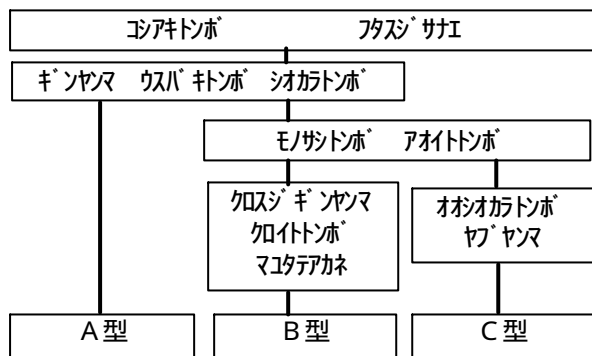 ｺｼｱｷﾄﾝﾎﾞ ﾌﾀｽｼﾞｻﾅｴ
ｷﾞﾝﾔﾝﾏ ｳｽﾊﾞｷﾄﾝﾎﾞ ｼｵｶﾗﾄﾝﾎﾞ
ﾓﾉｻｼﾄﾝﾎﾞ ｱｵｲﾄﾄﾝﾎﾞ
ｸﾛｽｼﾞｷﾞﾝﾔﾝﾏ
ｸﾛｲﾄﾄﾝﾎﾞ
ﾏﾕﾀﾃｱｶﾈ
ｵｵｼｵｶﾗﾄﾝﾎﾞ
ﾔﾌﾞﾔﾝﾏ
Ａ型 Ｂ型 Ｃ型